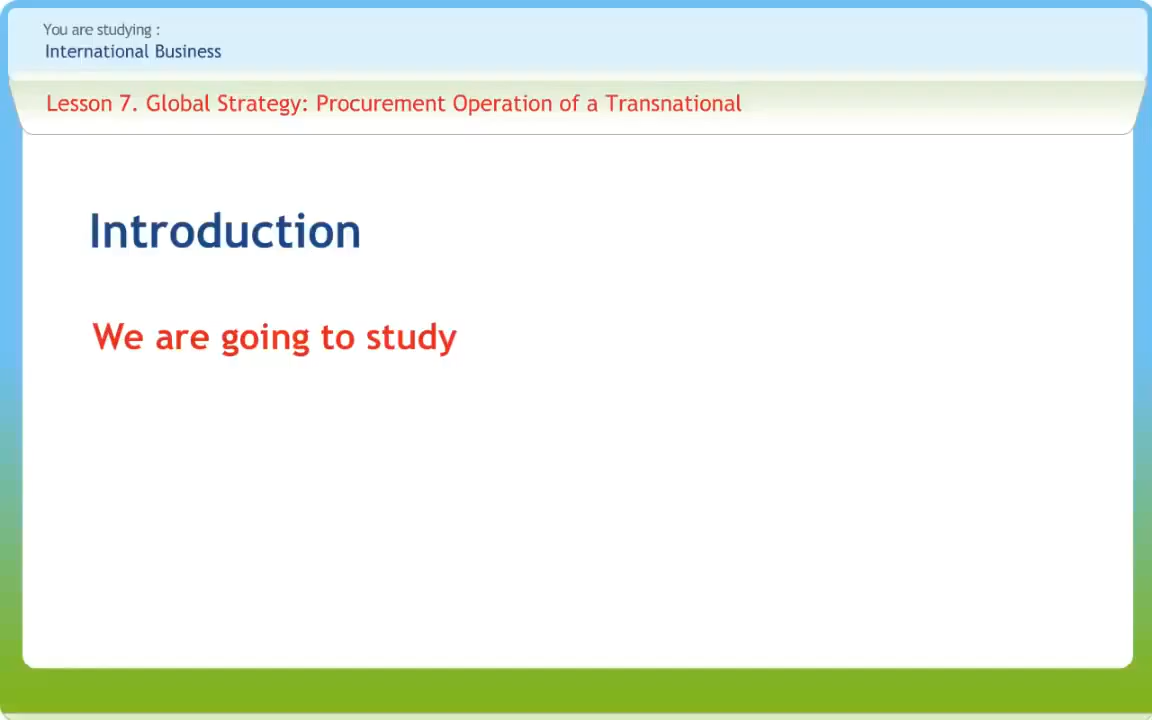 You are studying :
International Business
Lesson 7. Global Strategy: Procurement Operation of a Transnational
Introduction
We are going to study